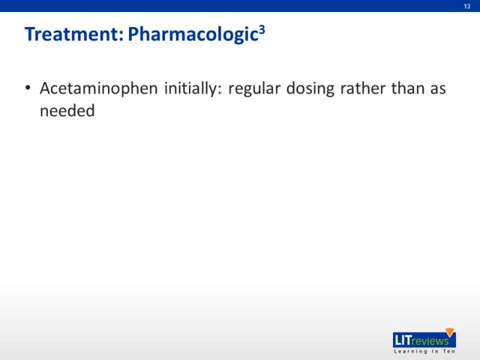 13
Treatment: Pharmacologic3
• Acetaminophen initially: regular dosing rather than as
needed
LITreviews
Learning In Ten